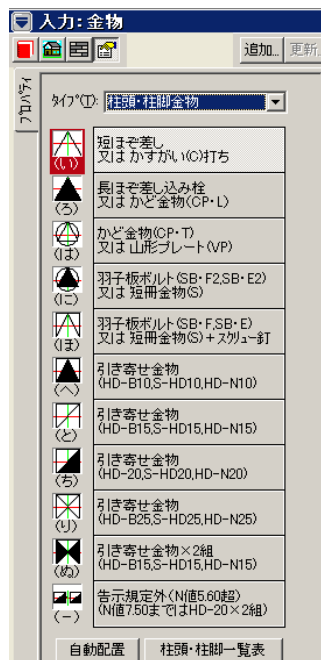 入力:金物
追加...
更新
プロパティ
タイプ(T):
柱頭・柱脚金物
(い)
短ほぞ差し
又は かすがい(C)打ち
(ろ)
長ほぞ差し込み栓
又は かど金物(CP・L)
(は)
かど金物(CP・T)
又は 山形プレート(VP)
(に)
羽子板ボルト(SB・F2,SB・E2)
又は 短冊金物(S)
(ほ)
羽子板ボルト(SB・F,SB・E)
又は 短冊金物(S)+スクリュー釘
(へ)
引き寄せ金物
(HD-B10,S-HD10,HD-N10)
(と)
引き寄せ金物
(HD-B15,S-HD15,HD-N15)
(ち)
引き寄せ金物
(HD-20,S-HD20,HD-N20)
(り)
引き寄せ金物
(HD-B25,S-HD25,HD-N25)
(ぬ)
引き寄せ金物×2組
(HD-B15,S-HD15,HD-N15)
(-)
告示規定外(N値5.60超)
(N値7.50まではHD-20×2組)
自動配置
柱頭・柱脚一覧表